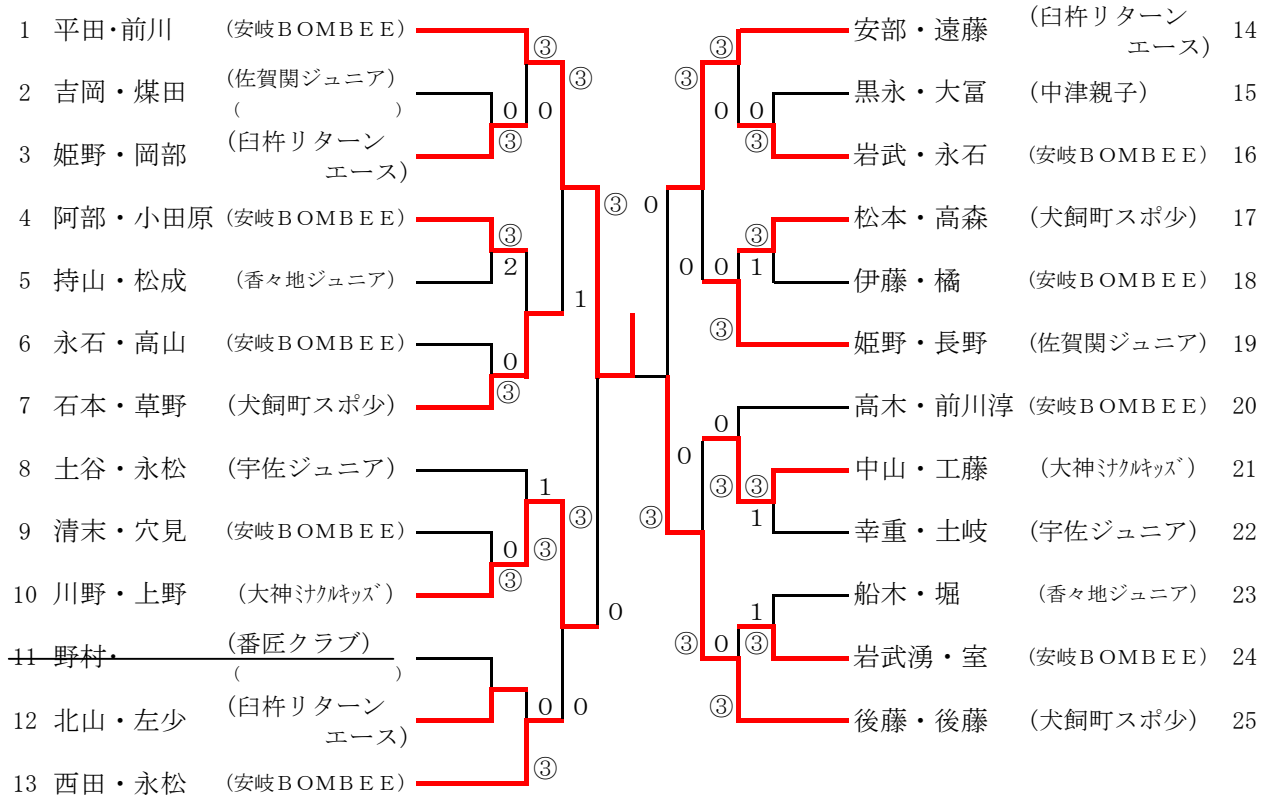 1 平田・前川 (安岐ＢＯＭＢＥＥ)
2 吉岡・煤田 (佐賀関ジュニア)
( )
3 姫野・岡部 (臼杵リターン
エース)
4 阿部・小田原 (安岐ＢＯＭＢＥＥ)
5 持山・松成 (香々地ジュニア)
6 永石・高山 (安岐ＢＯＭＢＥＥ)
7 石本・草野 (犬飼町スポ少)
8 土谷・永松 (宇佐ジュニア)
9 清末・穴見 (安岐ＢＯＭＢＥＥ)
10 川野・上野 (大神ﾐﾅｸﾙｷｯｽﾞ)
11 野村・ (番匠クラブ)
( )
12 北山・左少 (臼杵リターン
エース)
13 西田・永松 (安岐ＢＯＭＢＥＥ)
③
③
０ ０
③
③
２
１
０
③
１
③
０ ③
③
０
０ ０
③
③ ０
③
③
０ ０
③
③
０ ０ １
③
０
０
③ ③
③
１
１
③ ０ ③
③
安部・遠藤 (臼杵リターン
エース) 14
黒永・大冨 (中津親子) 15
岩武・永石 (安岐ＢＯＭＢＥＥ) 16
松本・高森 (犬飼町スポ少) 17
伊藤・橘 (安岐ＢＯＭＢＥＥ) 18
姫野・長野 (佐賀関ジュニア) 19
高木・前川淳 (安岐ＢＯＭＢＥＥ) 20
中山・工藤 (大神ﾐﾅｸﾙｷｯｽﾞ) 21
幸重・土岐 (宇佐ジュニア) 22
船木・堀 (香々地ジュニア) 23
岩武湧・室 (安岐ＢＯＭＢＥＥ) 24
後藤・後藤 (犬飼町スポ少) 25